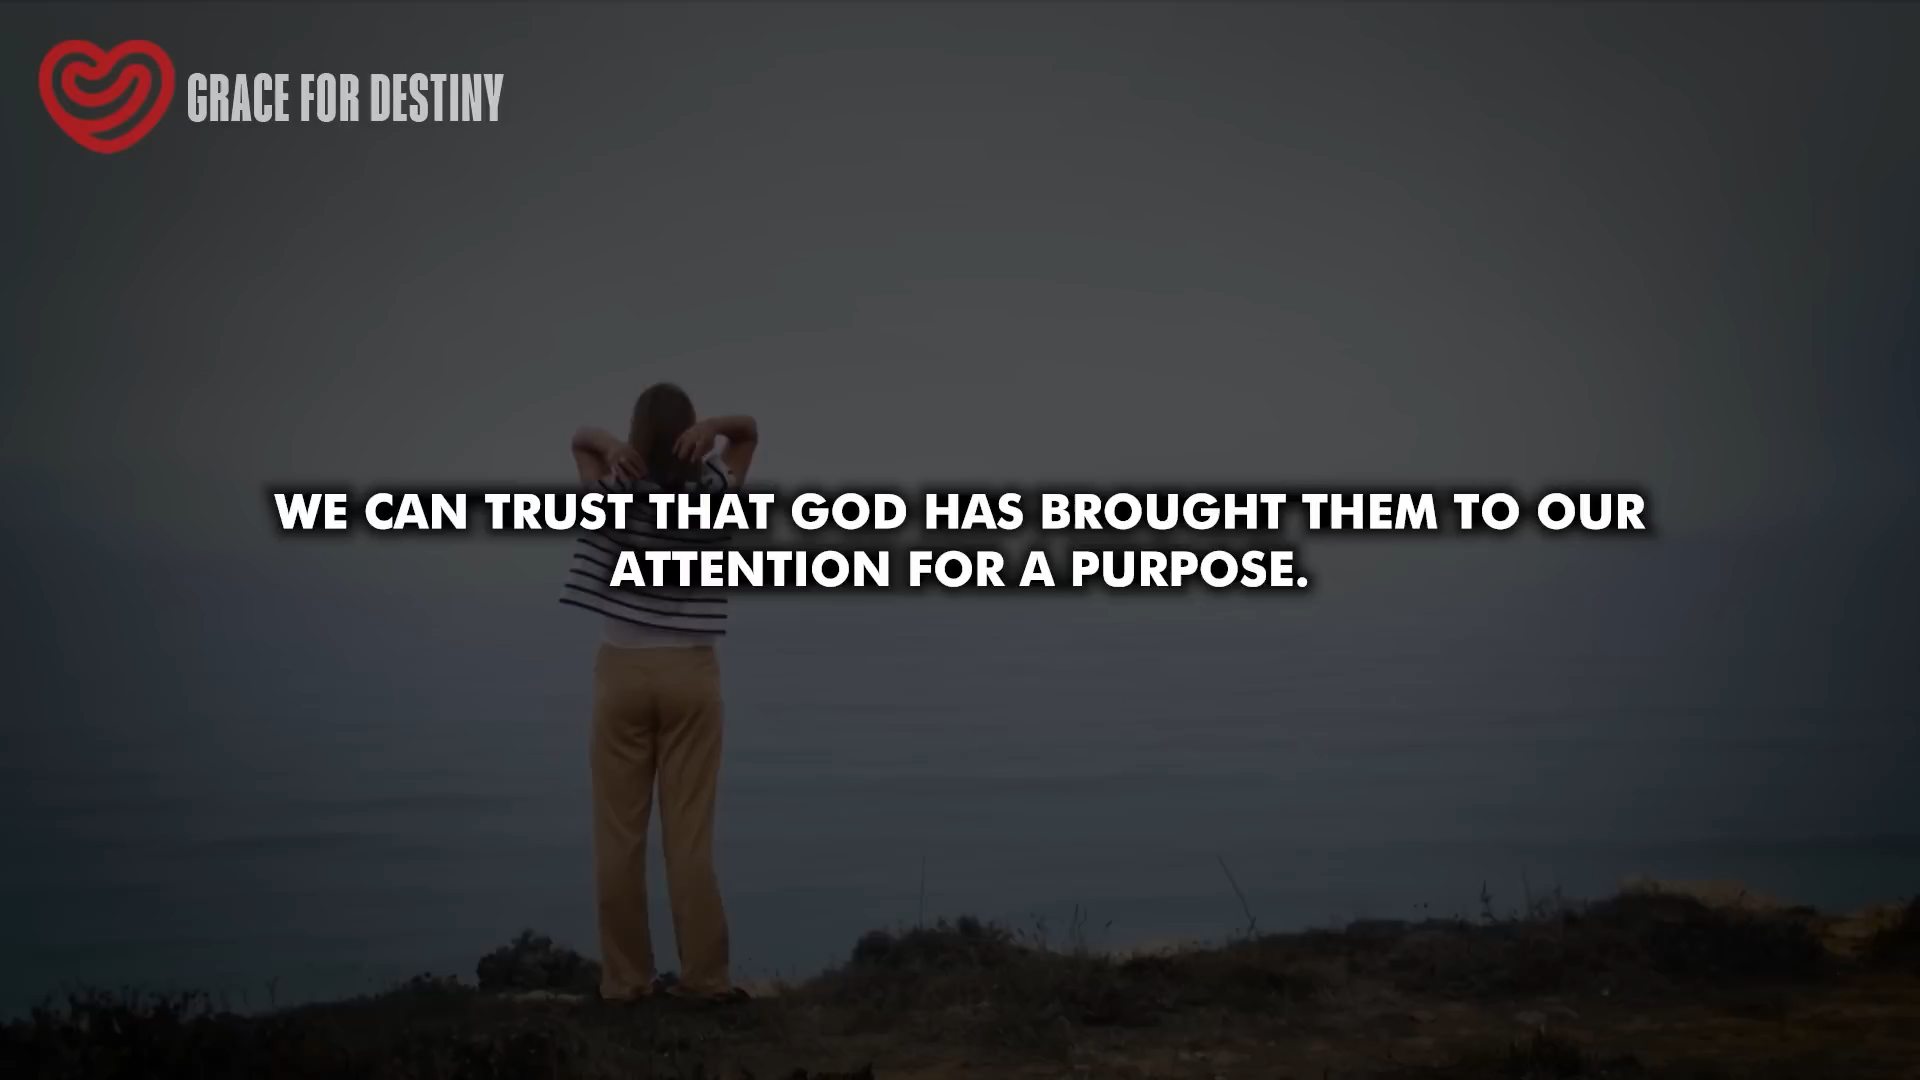 GRACE FOR DESTINY
WE CAN TRUST THAT GOD HAS BROUGHT THEM TO OUR
ATTENTION FOR A PURPOSE.